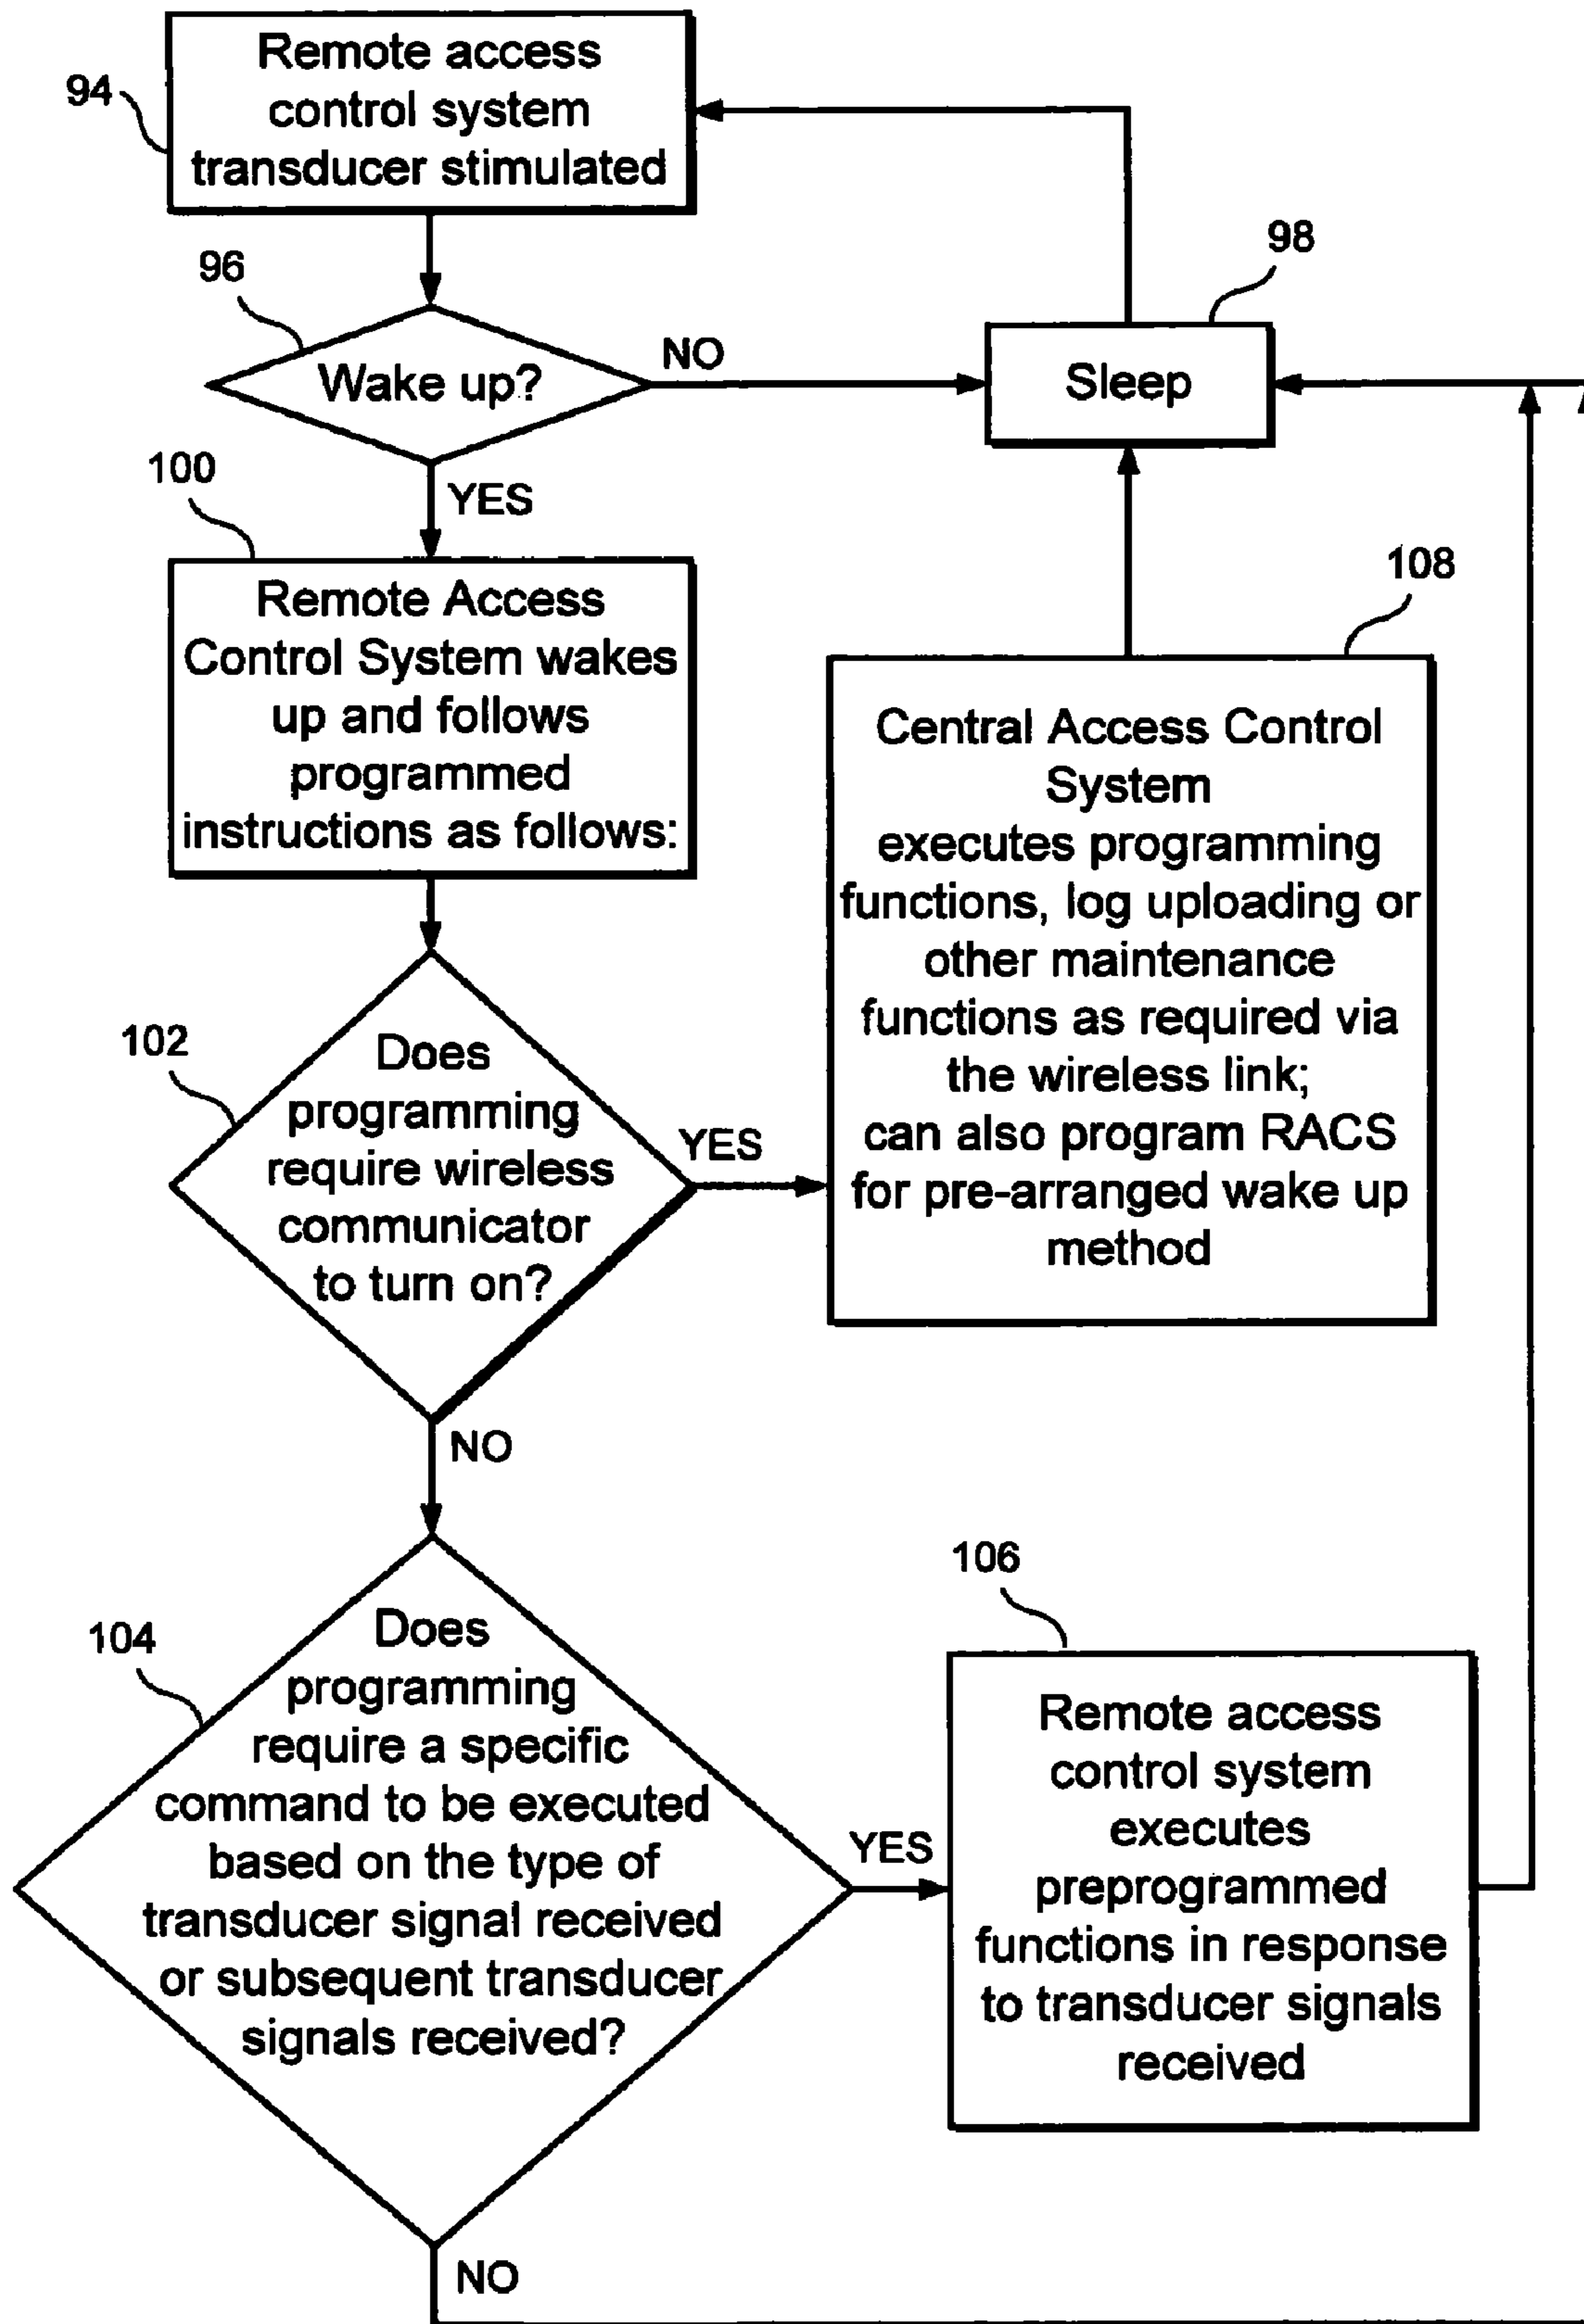 94
Remote access
control system
transducer stimulated
96
Wake up?
NO
98
Sleep
YES
100
Remote Access
Control System wakes
up and follows
programmed
instructions as follows:
108
Central Access Control
System
executes programming
functions, log uploading or
other maintenance
functions as required via
the wireless link;
can also program RACS
for pre-arranged wake up
method
102
Does
programming
require wireless
communicator
to turn on?
YES
NO
104
Does
programming
require a specific
command to be executed
based on the type of
transducer signal received
or subsequent transducer
signals received?
YES
106
Remote access
control system
executes
preprogrammed
functions in response
to transducer signals
received
NO